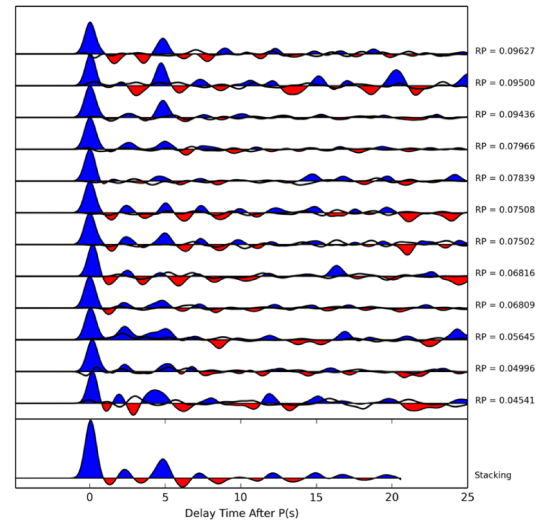 RP = 0.09627
RP = 0.09500
RP = 0.09436
RP = 0.07966
RP = 0.07839
RP = 0.07508
RP = 0.07502
RP = 0.06816
RP = 0.06809
RP = 0.05645
RP = 0.04996
RP = 0.04541
Stacking
0 5 10 15 20 25
Delay Time After P(s)